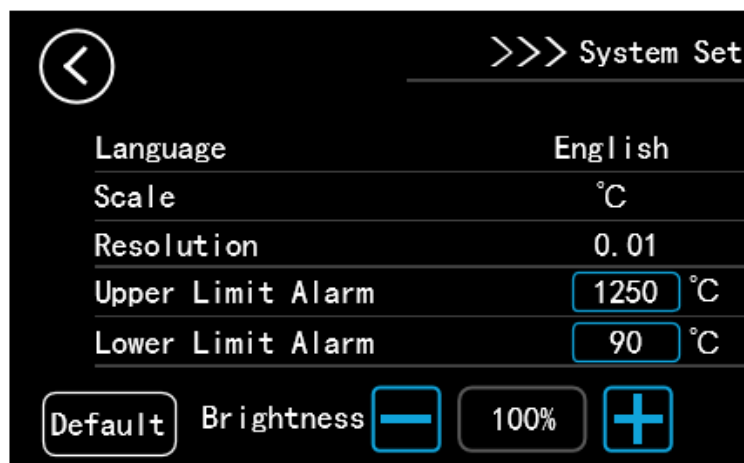 >>> System Set
Language English
Scale ℃
Resolution 0.01
Upper Limit Alarm 1250 ℃
Lower Limit Alarm 90 ℃
Default Brightness 100%